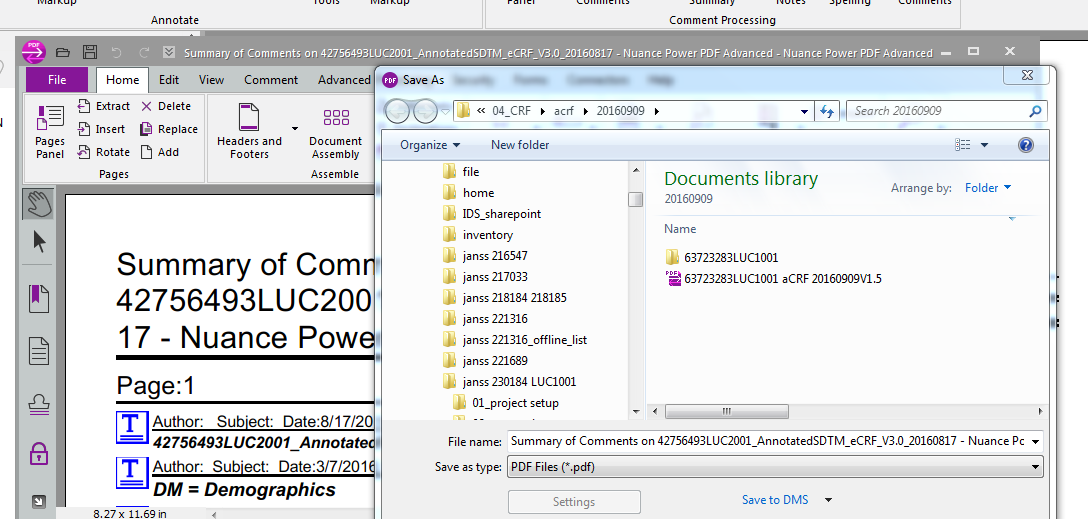 Markup Tools Markup Panel Comments Summary Notes Spelling Comments
Annotate Comment Processing
Summary of Comments on 42756493LUC2001_AnnotatedSDTM_eCRF_V3.0_20160817 - Nuance Power PDF Advanced - Nuance Power PDF Advanced
File Home Edit View Comment Advanced
PDF Save As Security Forms Connectors Help
Extract Delete
Insert Replace
Rotate Add
Pages Panel
Headers and Footers
Document Assembly
Pages Assemble
« 04_CRF acrf 20160909
Search 20160909
Organize New folder
file
home
IDS_sharepoint
inventory
janss 216547
janss 217033
janss 218184 218185
janss 221316
janss 221316_offline_list
janss 221689
janss 230184 LUC1001
01_project setup
Documents library
20160909
Arrange by: Folder
Name
63723283LUC1001
63723283LUC1001 aCRF 20160909V1.5
Summary of Comm
42756493LUC200
17 - Nuance Powe
Page:1
T Author: Subject: Date:8/17/20
42756493LUC2001_Annotated
T Author: Subject: Date:3/7/2016
DM = Demographics
8.27 x 11.69 in
File name: Summary of Comments on 42756493LUC2001_AnnotatedSDTM_eCRF_V3.0_20160817 - Nuance Pc
Save as type: PDF Files (*.pdf)
Settings Save to DMS